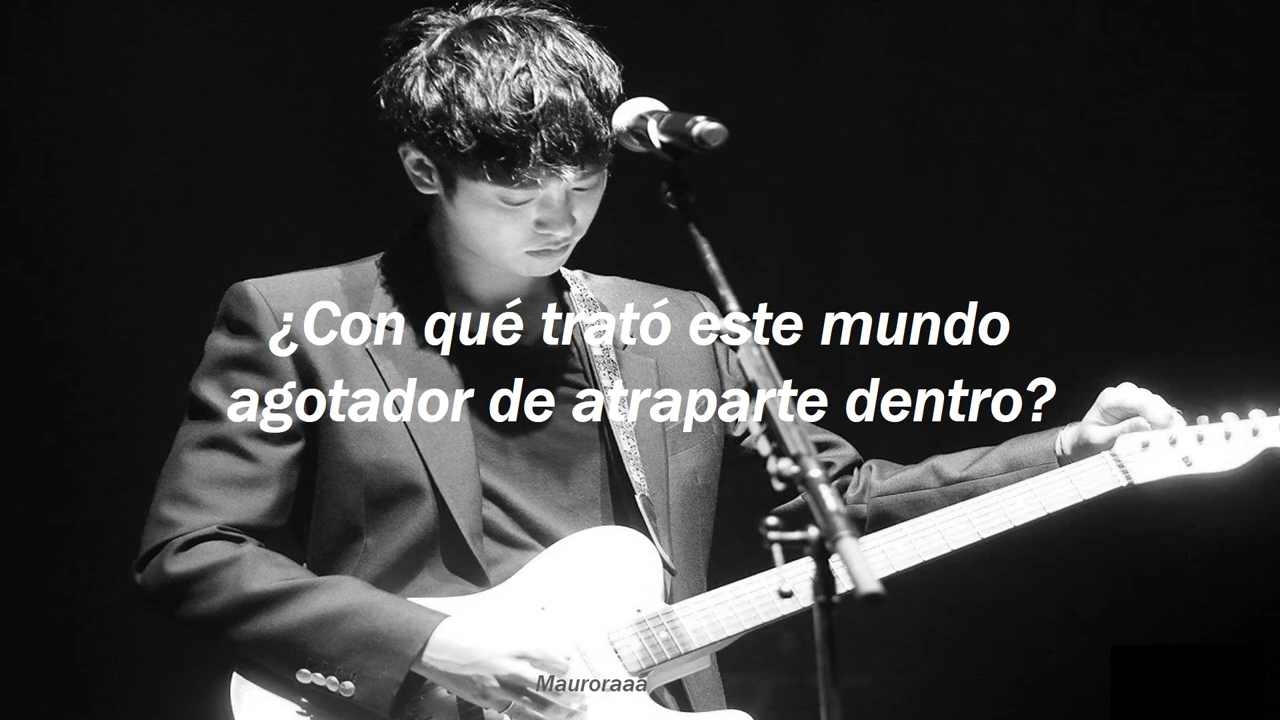 ¿Con qué trató este mundo
agotador de atraparte dentro?
Mauroraaa